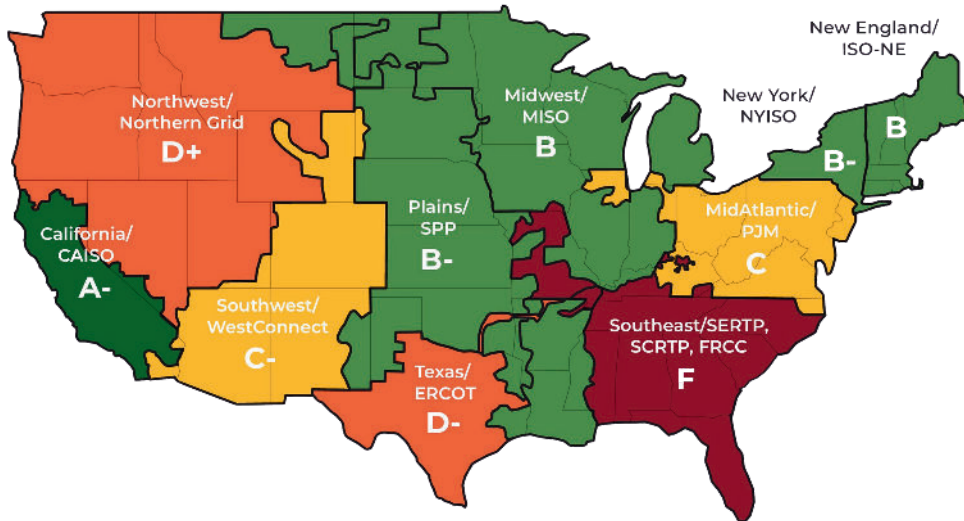 New England/
ISO-NE
B
New York/
NYISO
B-
Midwest/
MISO
B
Northwest/
Northern Grid
D+
MidAtlantic/
PJM
C
Plains/
SPP
B-
California/
CAISO
A-
Southwest/
WestConnect
C-
Southeast/SERTP,
SCRTP, FRCC
F
Texas/
ERCOT
D-